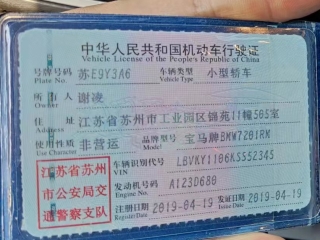 中华人民共和国机动车行驶证
Vehicle License of the People's Republic of China
号牌号码 苏E9Y3A6 车辆类型 小型轿车
Plate No. Vehicle Type
所有人 谢凌
Owner
住址 江苏省苏州市工业园区锦苑11幢505室
Address
使用性质 非营运 品牌型号 宝马牌BMW7201RM
Use Character Model
江苏省苏州市公安局交通警察支队
车辆识别代号 LBVKY1106KS552345
VIN
发动机号码 A123D680
Engine No.
注册日期 2019-04-19 发证日期 2019-04-19
Register Date Issue Date